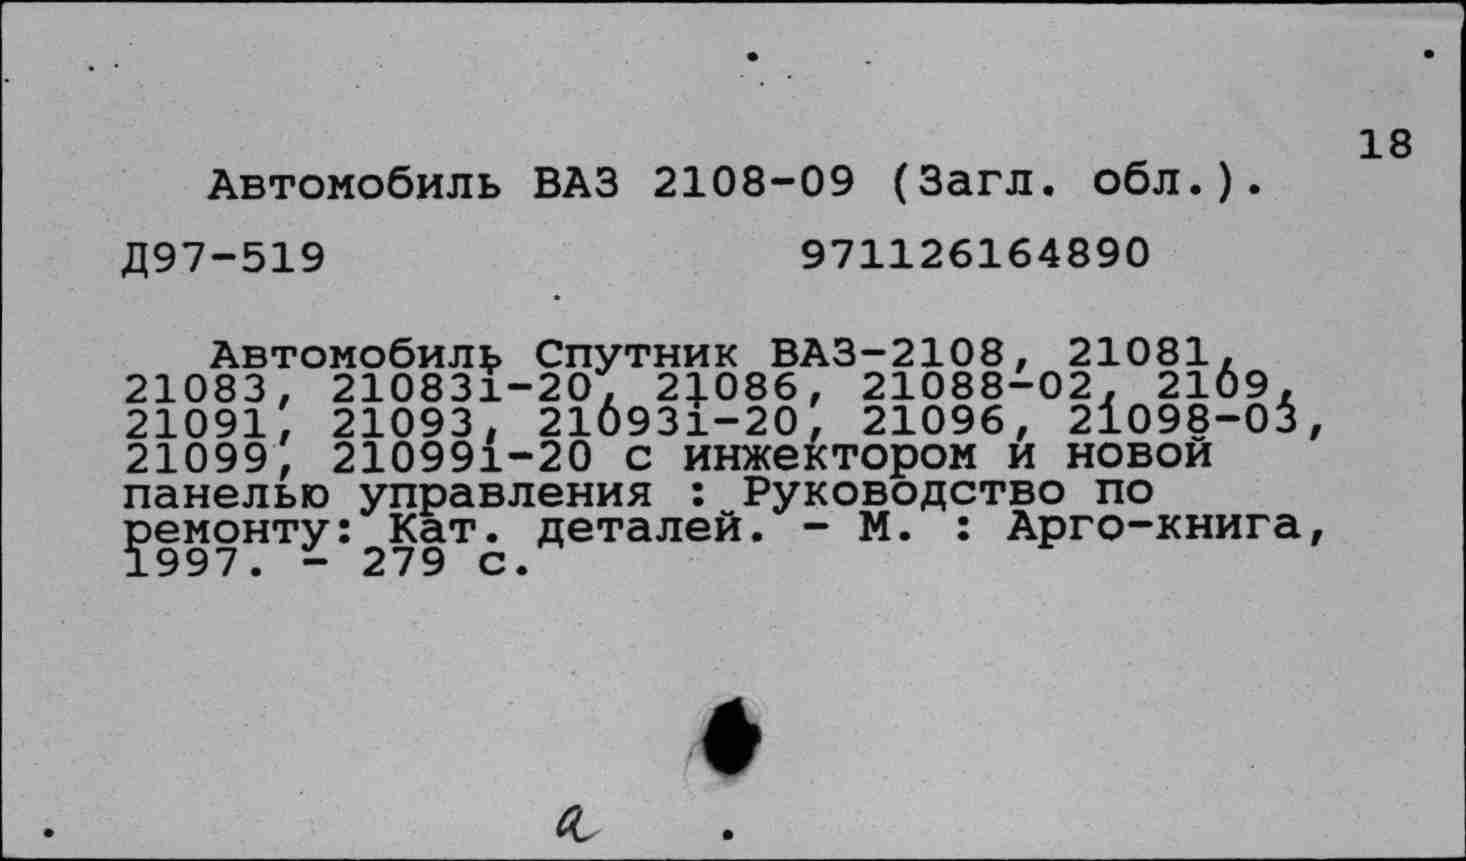 18
Автомобиль ВАЗ 2108-09 (Загл. обл.).
Д97-519 971126164890
Автомобиль Спутник ВАЗ-2108, 21081,
21083, 21083i-20, 21086, 21088-02, 2109,
21091, 21093, 21093i-20, 21096, 21098-03,
21099, 21099i-20 с инжектором и новой
панелью управления : Руководство по
ремонту: Кат. деталей. - М. : Арго-книга,
1997. - 279 с.
а